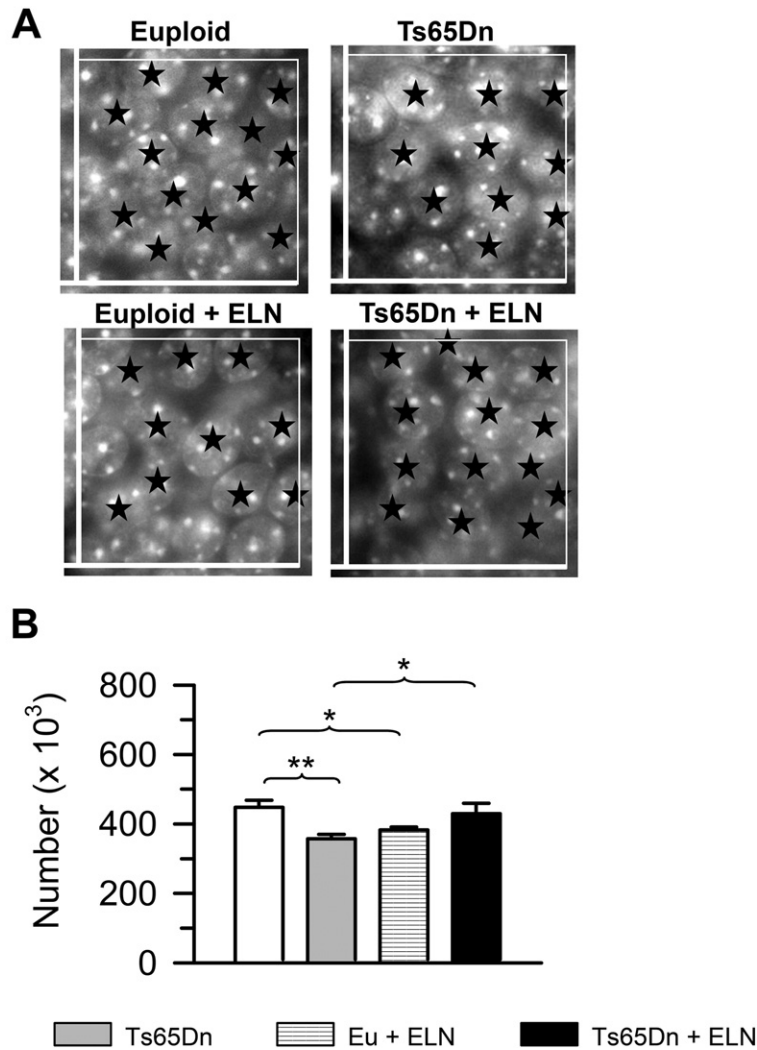 A
Euploid
Ts65Dn
Euploid + ELN
Ts65Dn + ELN
B
Number (x 10³)
800
600
400
200
0
*
*
**
Ts65Dn
Eu + ELN
Ts65Dn + ELN